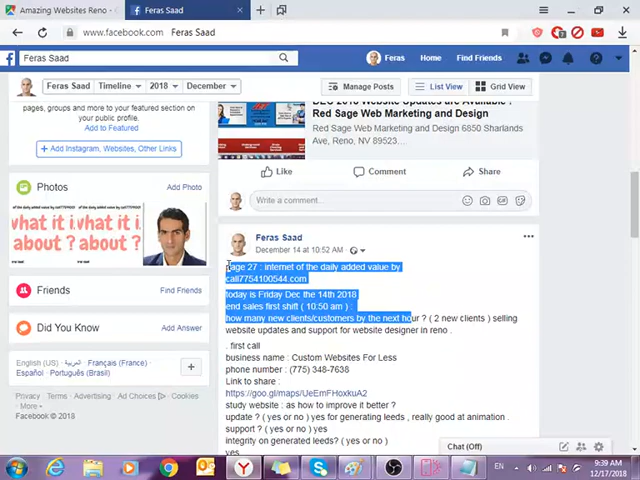 Amazing Websites Reno -
Feras Saad
www.facebook.com Feras Saad
Feras Saad
Feras Home Find Friends
Feras Saad Timeline 2018 December
Manage Posts List View Grid View
pages, groups and more to your featured section on
your public profile.
Add to Featured
+ Add Instagram, Websites, Other Links
Photos Add Photo
what it i
about ?
what it i
about ?
Friends Find Friends
Did You Know Add Answer
English (US) · العربية · Français (France) ·
Español · Português (Brasil)
Privacy · Terms · Advertising · Ad Choices · Cookies ·
More
Facebook © 2018
Red Sage Web Marketing and Design
Red Sage Web Marketing and Design 6850 Sharlands
Ave, Reno, NV 89523....
Like Comment Share
Write a comment...
Feras Saad
December 14 at 10:52 AM ·
page 27 : internet of the daily added value by
call7754100544.com
today is Friday Dec the 14th 2018
end sales first shift ( 10:50 am ) :
how many new clients/customers by the next hour ? ( 2 new clients ) selling
website updates and support for website designer in reno .
. first call
business name : Custom Websites For Less
phone number : (775) 348-7638
Link to share :
https://goo.gl/maps/UeEmFHoxkuA2
study website : as how to improve it better ?
update ? ( yes or no ) yes for generating leads , really good at animation .
support ? ( yes or no )
integrity on generated leads? ( yes or no )
yes
Chat (Off)
EN
9:39 AM
12/17/2018